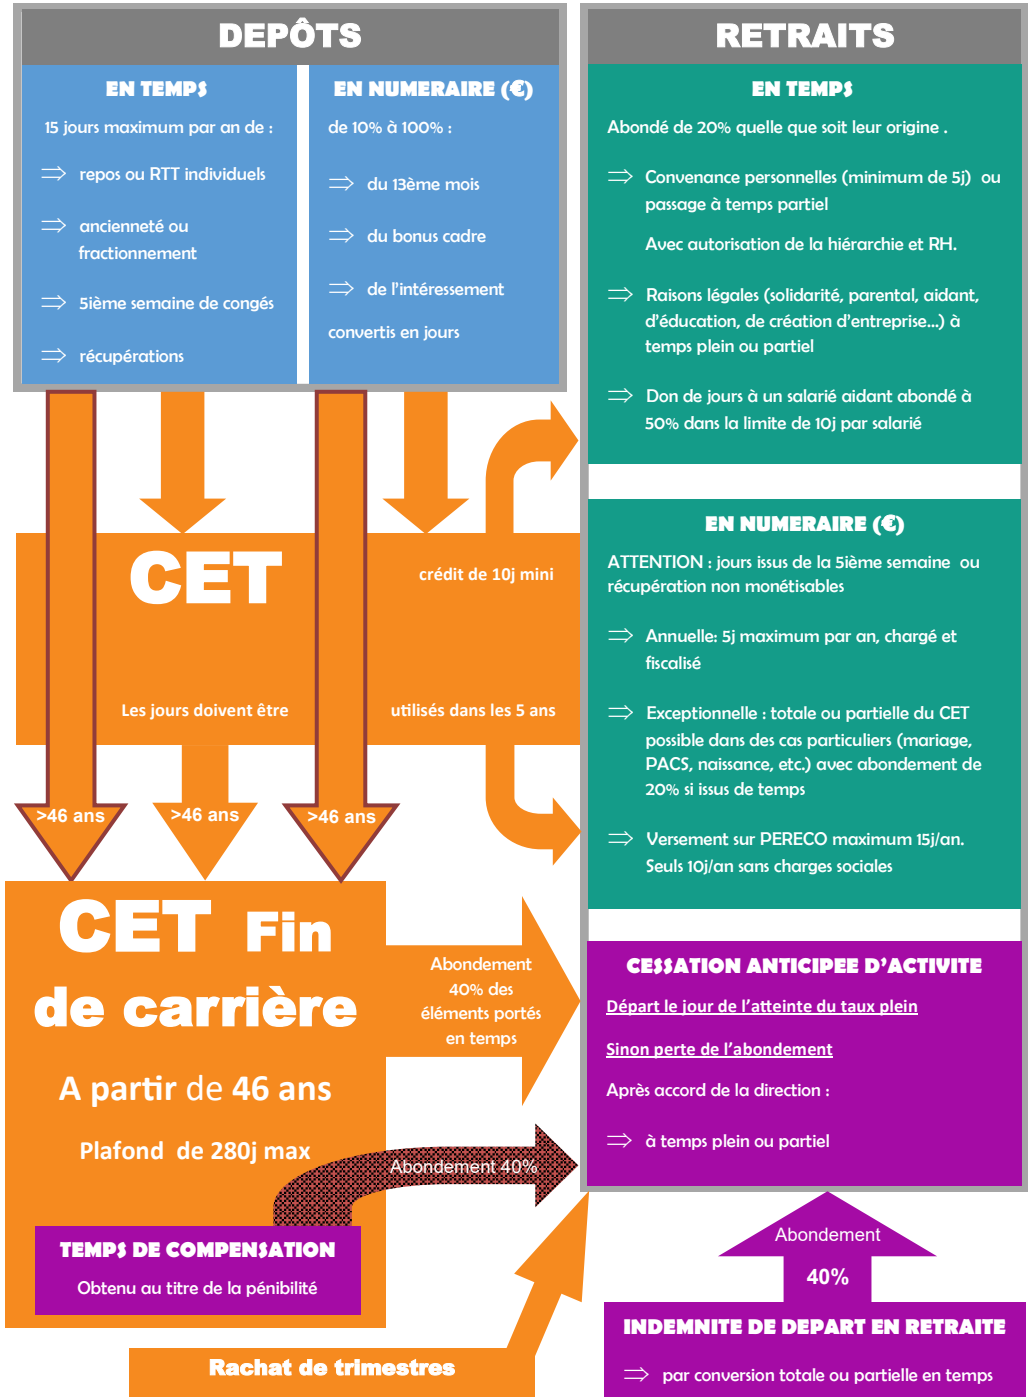 DEPÔTS
EN TEMPS
15 jours maximum par an de :
⇒ repos ou RTT individuels
⇒ ancienneté ou
fractionnement
⇒ 5ième semaine de congés
⇒ récupérations
EN NUMERAIRE (€)
de 10% à 100% :
⇒ du 13ème mois
⇒ du bonus cadre
⇒ de l'intéressement
convertis en jours
RETRAITS
EN TEMPS
Abondé de 20% quelle que soit leur origine .
⇒ Convenance personnelles (minimum de 5j) ou
passage à temps partiel
Avec autorisation de la hiérarchie et RH.
⇒ Raisons légales (solidarité, parental, aidant,
d'éducation, de création d'entreprise...) à
temps plein ou partiel
⇒ Don de jours à un salarié aidant abondé à
50% dans la limite de 10j par salarié
EN NUMERAIRE (€)
ATTENTION : jours issus de la 5ième semaine ou
récupération non monétisables
⇒ Annuelle: 5j maximum par an, chargé et
fiscalisé
⇒ Exceptionnelle : totale ou partielle du CET
possible dans des cas particuliers (mariage,
PACS, naissance, etc.) avec abondement de
20% si issus de temps
⇒ Versement sur PERECO maximum 15j/an.
Seuls 10j/an sans charges sociales
CET
crédit de 10j mini
Les jours doivent être utilisés dans les 5 ans
>46 ans
>46 ans
>46 ans
CET Fin
de carrière
A partir de 46 ans
Plafond de 280j max
Abondement
40% des
éléments portés
en temps
Abondement 40%
TEMPS DE COMPENSATION
Obtenu au titre de la pénibilité
Rachat de trimestres
CESSATION ANTICIPEE D'ACTIVITE
Départ le jour de l'atteinte du taux plein
Sinon perte de l'abondement
Après accord de la direction :
⇒ à temps plein ou partiel
Abondement
40%
INDEMNITE DE DEPART EN RETRAITE
⇒ par conversion totale ou partielle en temps